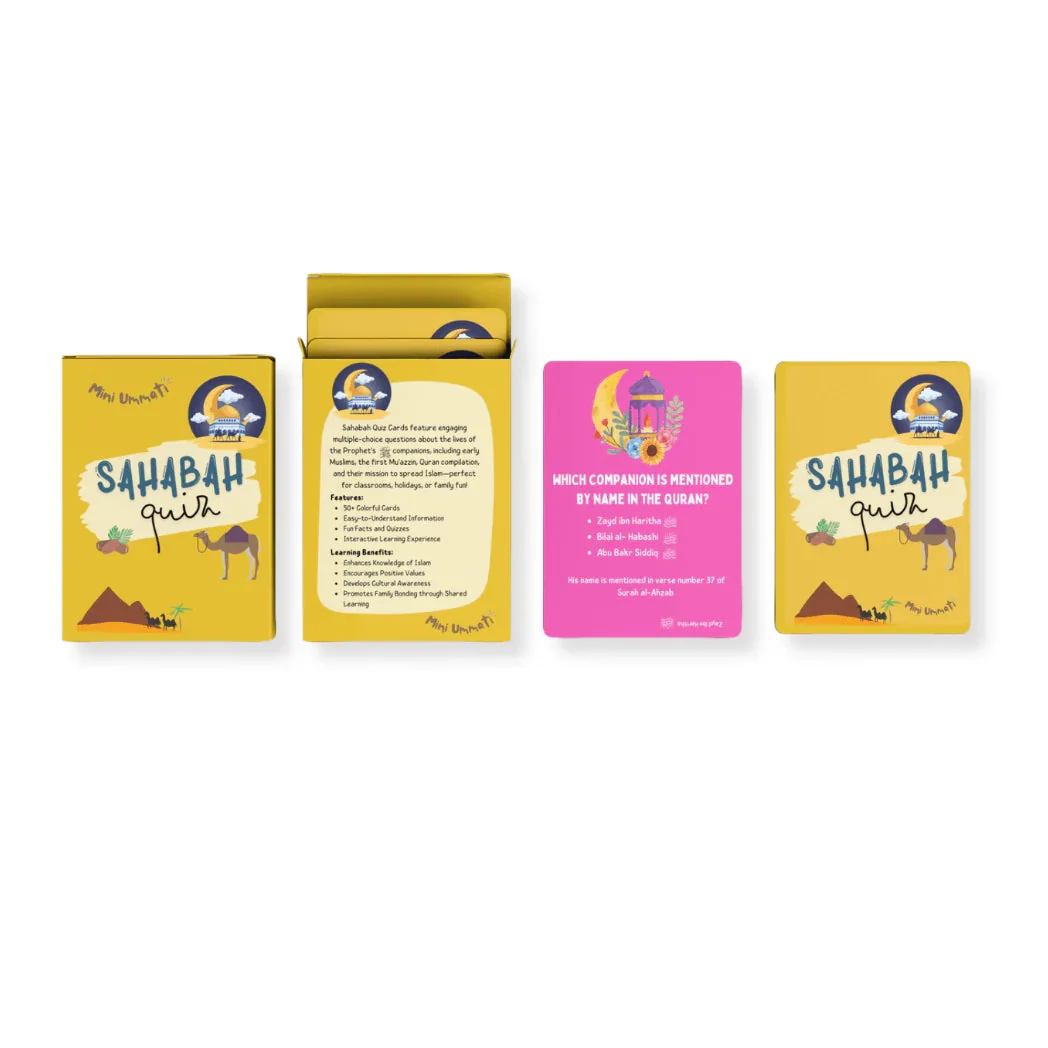 Mini Ummati
SAHABAH
quiz
Sahabah Quiz Cards feature engaging
multiple-choice questions about the lives of
the Prophet's ﷺ companions, including early
Muslims, the first Mu'azzin, Quran compilation,
and their mission to spread Islam—perfect
for classrooms, holidays, or family fun!
Features:
• 50+ Colorful Cards
• Easy-to-Understand Information
• Fun Facts and Quizzes
• Interactive Learning Experience
Learning Benefits:
• Enhances Knowledge of Islam
• Encourages Positive Values
• Develops Cultural Awareness
• Promotes Family Bonding through Shared
Learning
Mini Ummati
WHICH COMPANION IS MENTIONED
BY NAME IN THE QURAN?
• Zayd ibn Haritha
• Bilal al- Habashi
• Abu Bakr Siddiq
His name is mentioned in verse number 37 of
Surah al-Ahzab
Zayd ibn Haritha
SAHABAH
quiz
Mini Ummati